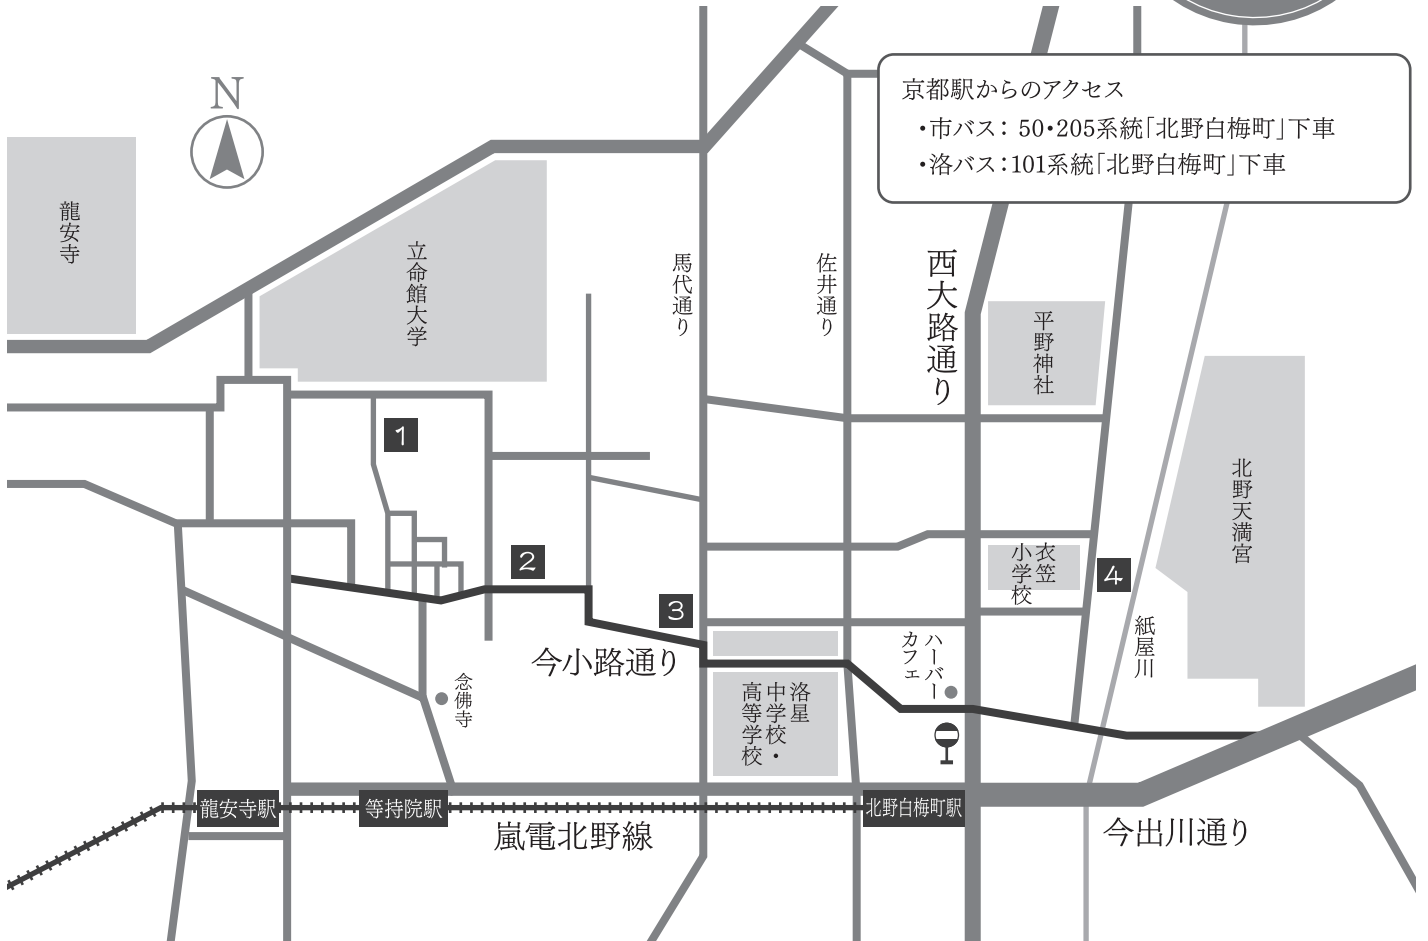 N
京都駅からのアクセス
・市バス：50・205系統「北野白梅町」下車
・洛バス：101系統「北野白梅町」下車
龍安寺
立命館大学
馬代通り
佐井通り
西大路通り
平野神社
北野天満宮
1
2
3
4
衣笠
小学校
紙屋川
今小路通り
ハーバー
カフェ
念佛寺
洛星
中学校・
高等学校
龍安寺駅
等持院駅
北野白梅町駅
嵐電北野線
今出川通り